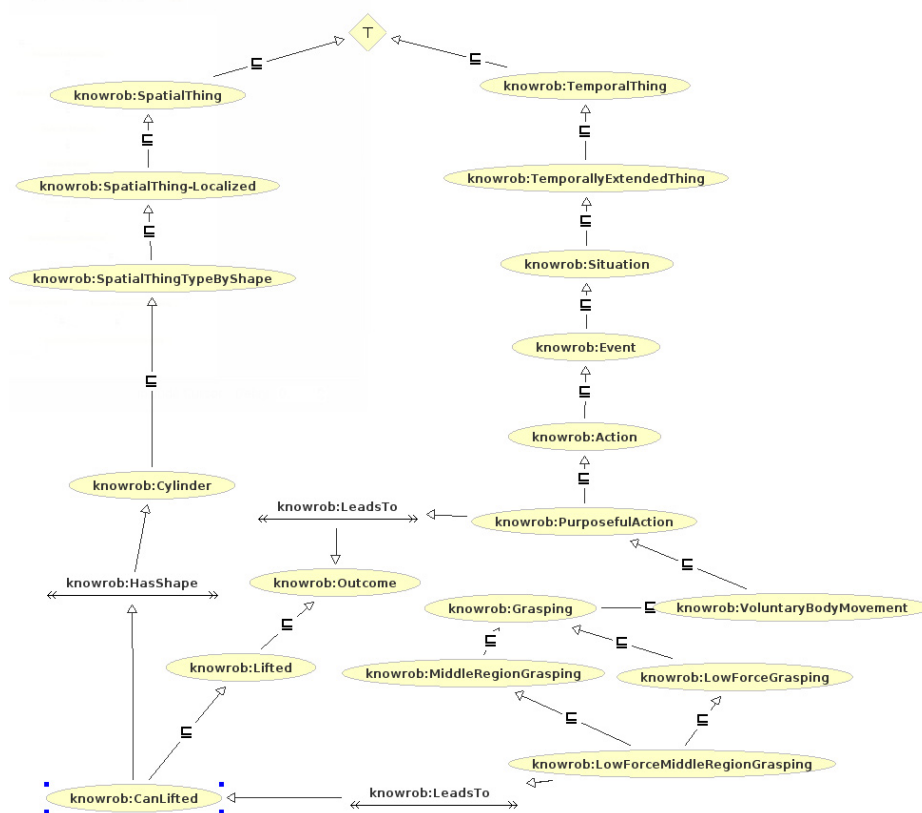 ⊤
⊑
⊑
knowrob:SpatialThing
knowrob:TemporalThing
⊑
⊑
knowrob:SpatialThing-Localized
knowrob:TemporallyExtendedThing
⊑
⊑
knowrob:SpatialThingTypeByShape
knowrob:Situation
⊑
knowrob:Event
⊑
⊑
knowrob:Action
⊑
knowrob:Cylinder
knowrob:LeadsTo
knowrob:PurposefulAction
⊑
knowrob:HasShape
knowrob:Outcome
knowrob:Grasping
⊑
knowrob:VoluntaryBodyMovement
⊑
⊑
⊑
knowrob:Lifted
knowrob:MiddleRegionGrasping
knowrob:LowForceGrasping
⊑
⊑
⊑
knowrob:LowForceMiddleRegionGrasping
knowrob:CanLifted
knowrob:LeadsTo